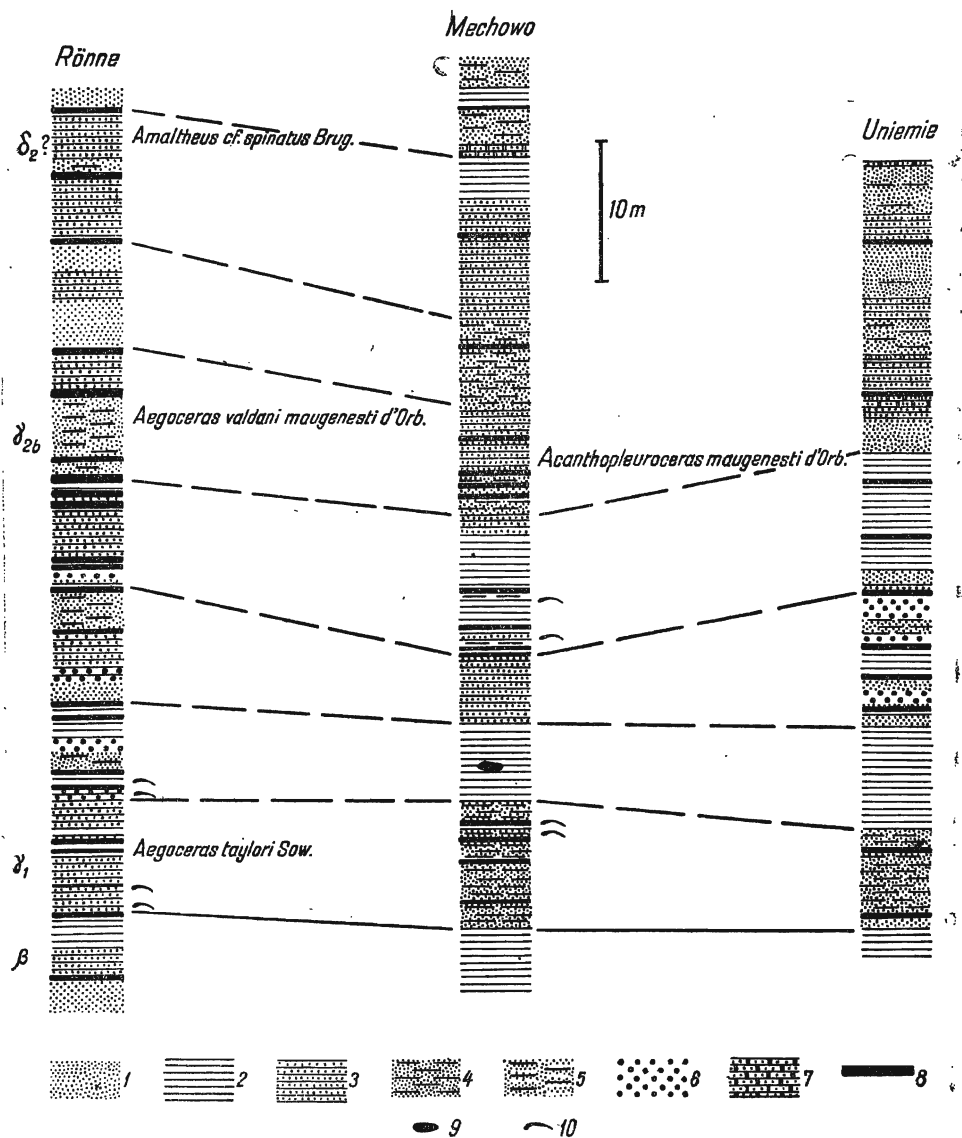 Mechowo
Rönne
Uniemie
δ2?
Amaltheus cf. spinatus Brug.
10 m
γ2b
Aegoceras valdani maugenesti d'Orb.
Acanthopleuroceras maugenesti d'Orb.
γ1
Aegoceras taylori Sow.
β
1 2 3 4 5 6 7 8
9 10